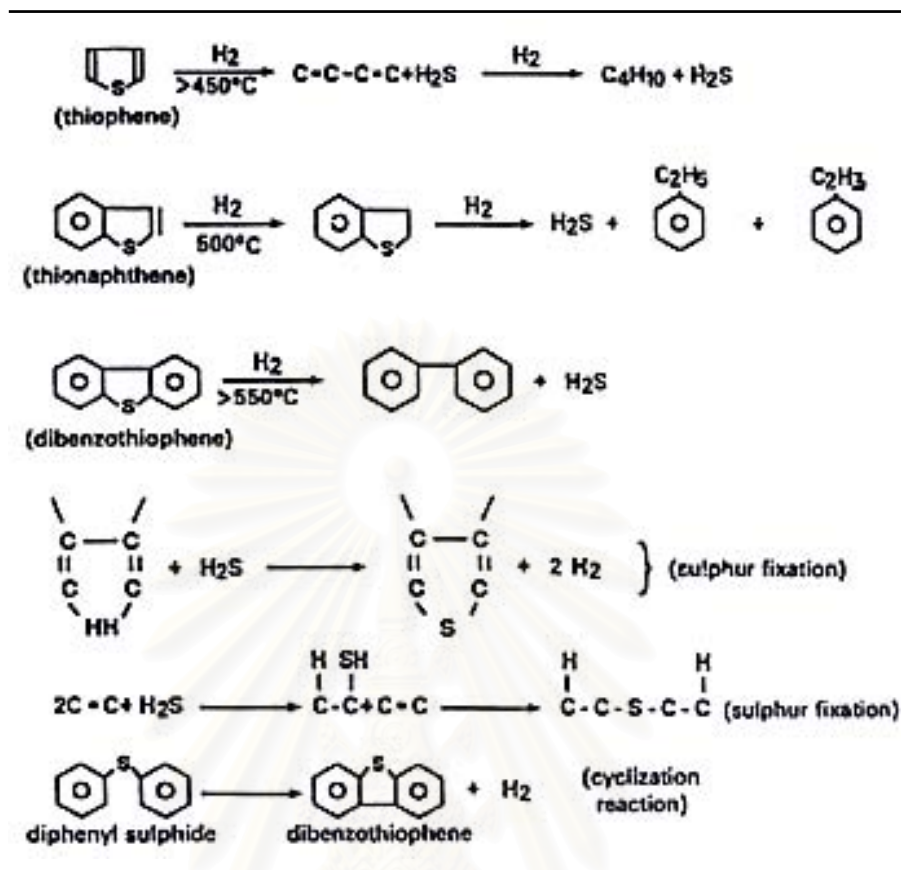 H2
>450°C
C=C-C=C+H2S
H2
C4H10 + H2S
S
(thiophene)
H2
500°C
S
(thionaphthene)
S
H2
H2S +
C2H5
+
C2H3
H2
>550°C
S
(dibenzothiophene)
+ H2S
C — C
C C
HH
+ H2S
C — C
C C
S
+ 2 H2 } (sulphur fixation)
2C=C+ H2S
H SH
C-C+C=C
H H
C-C-S-C-C (sulphur fixation)
S
diphenyl sulphide
S
dibenzothiophene
+ H2
(cyclization
reaction)